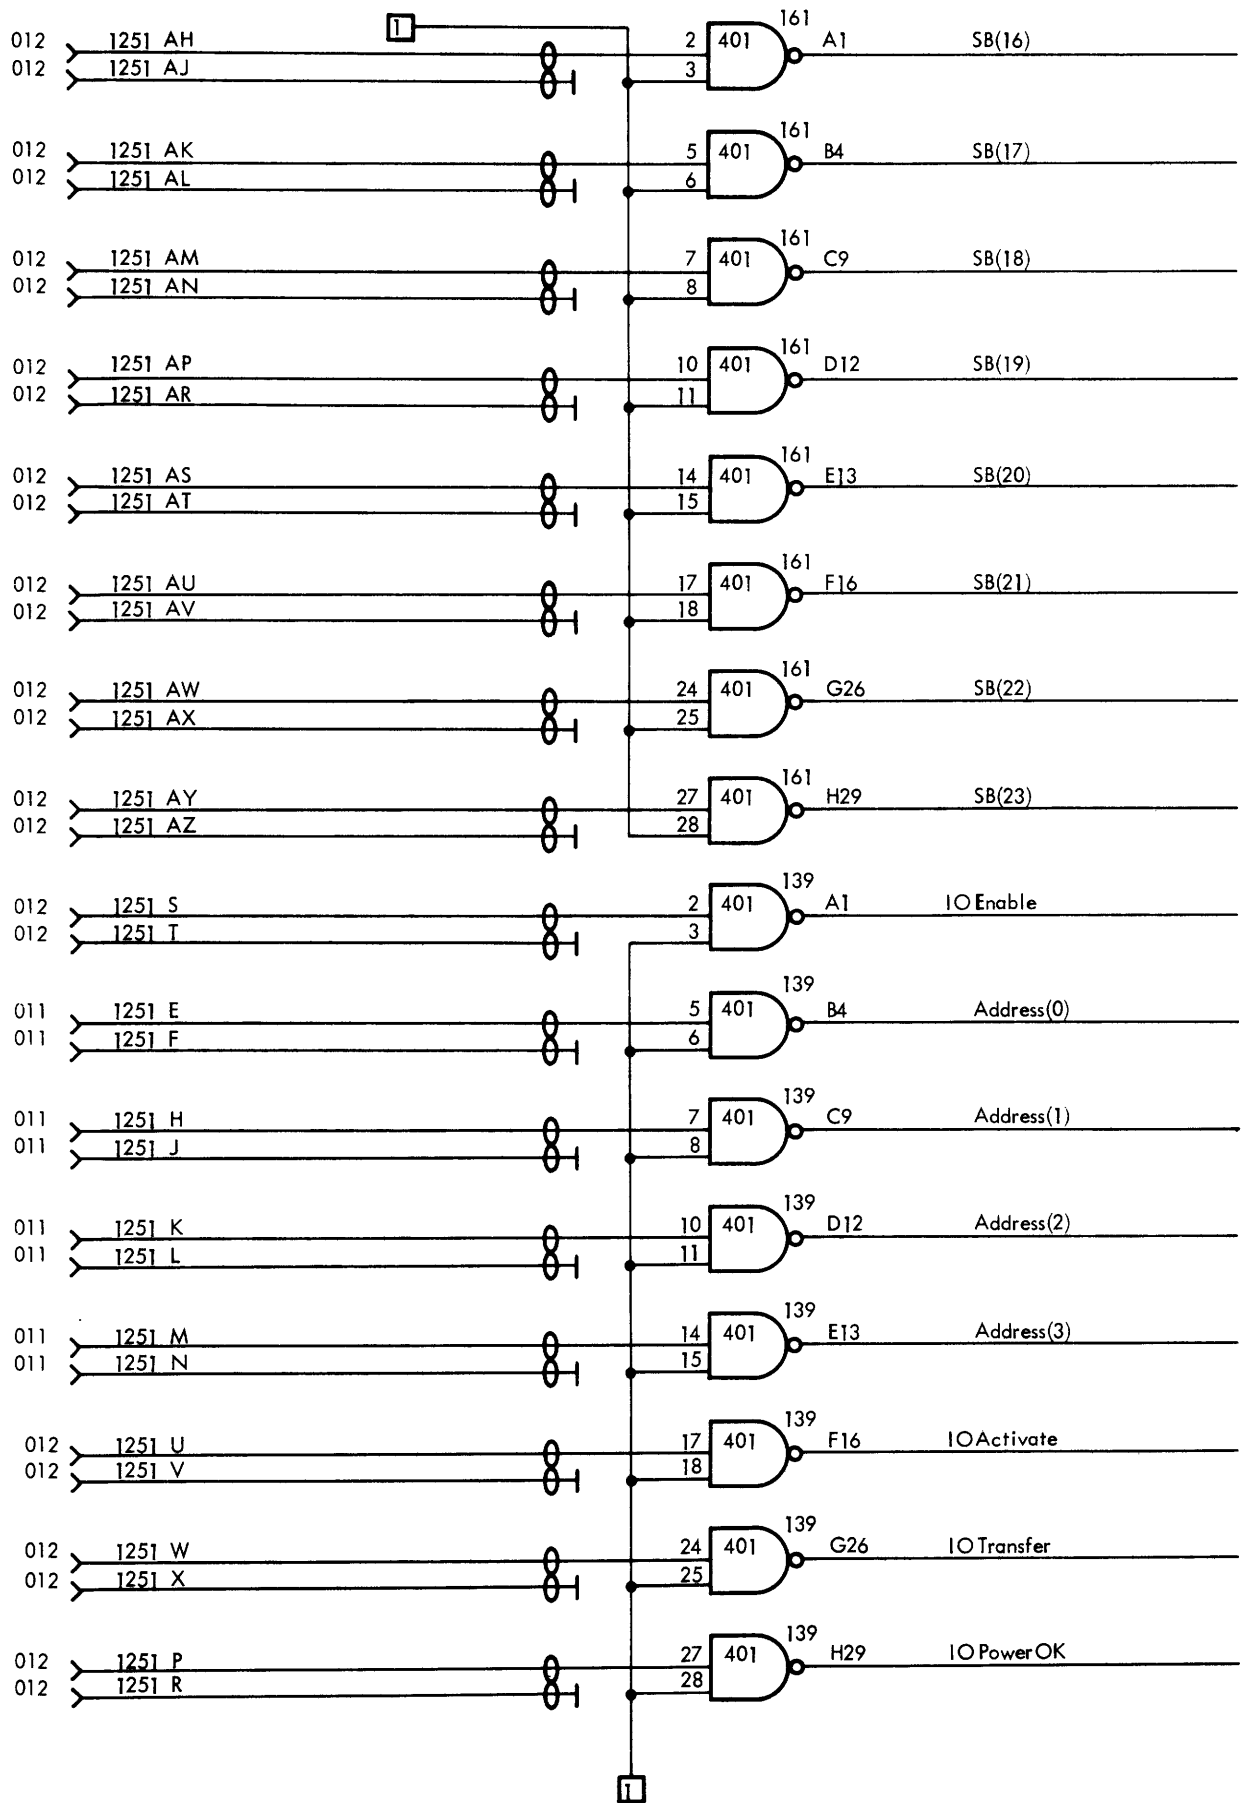 1
161
012 1251 AH 2 401 A1 SB(16)
012 1251 AJ 3
161
012 1251 AK 5 401 B4 SB(17)
012 1251 AL 6
161
012 1251 AM 7 401 C9 SB(18)
012 1251 AN 8
161
012 1251 AP 10 401 D12 SB(19)
012 1251 AR 11
161
012 1251 AS 14 401 E13 SB(20)
012 1251 AT 15
161
012 1251 AU 17 401 F16 SB(21)
012 1251 AV 18
161
012 1251 AW 24 401 G26 SB(22)
012 1251 AX 25
161
012 1251 AY 27 401 H29 SB(23)
012 1251 AZ 28
139
012 1251 S 2 401 A1 IO Enable
012 1251 T 3
139
011 1251 E 5 401 B4 Address(0)
011 1251 F 6
139
011 1251 H 7 401 C9 Address(1)
011 1251 J 8
139
011 1251 K 10 401 D12 Address(2)
011 1251 L 11
139
011 1251 M 14 401 E13 Address(3)
011 1251 N 15
139
012 1251 U 17 401 F16 IO Activate
012 1251 V 18
139
012 1251 W 24 401 G26 IO Transfer
012 1251 X 25
139
012 1251 P 27 401 H29 IO Power OK
012 1251 R 28
1